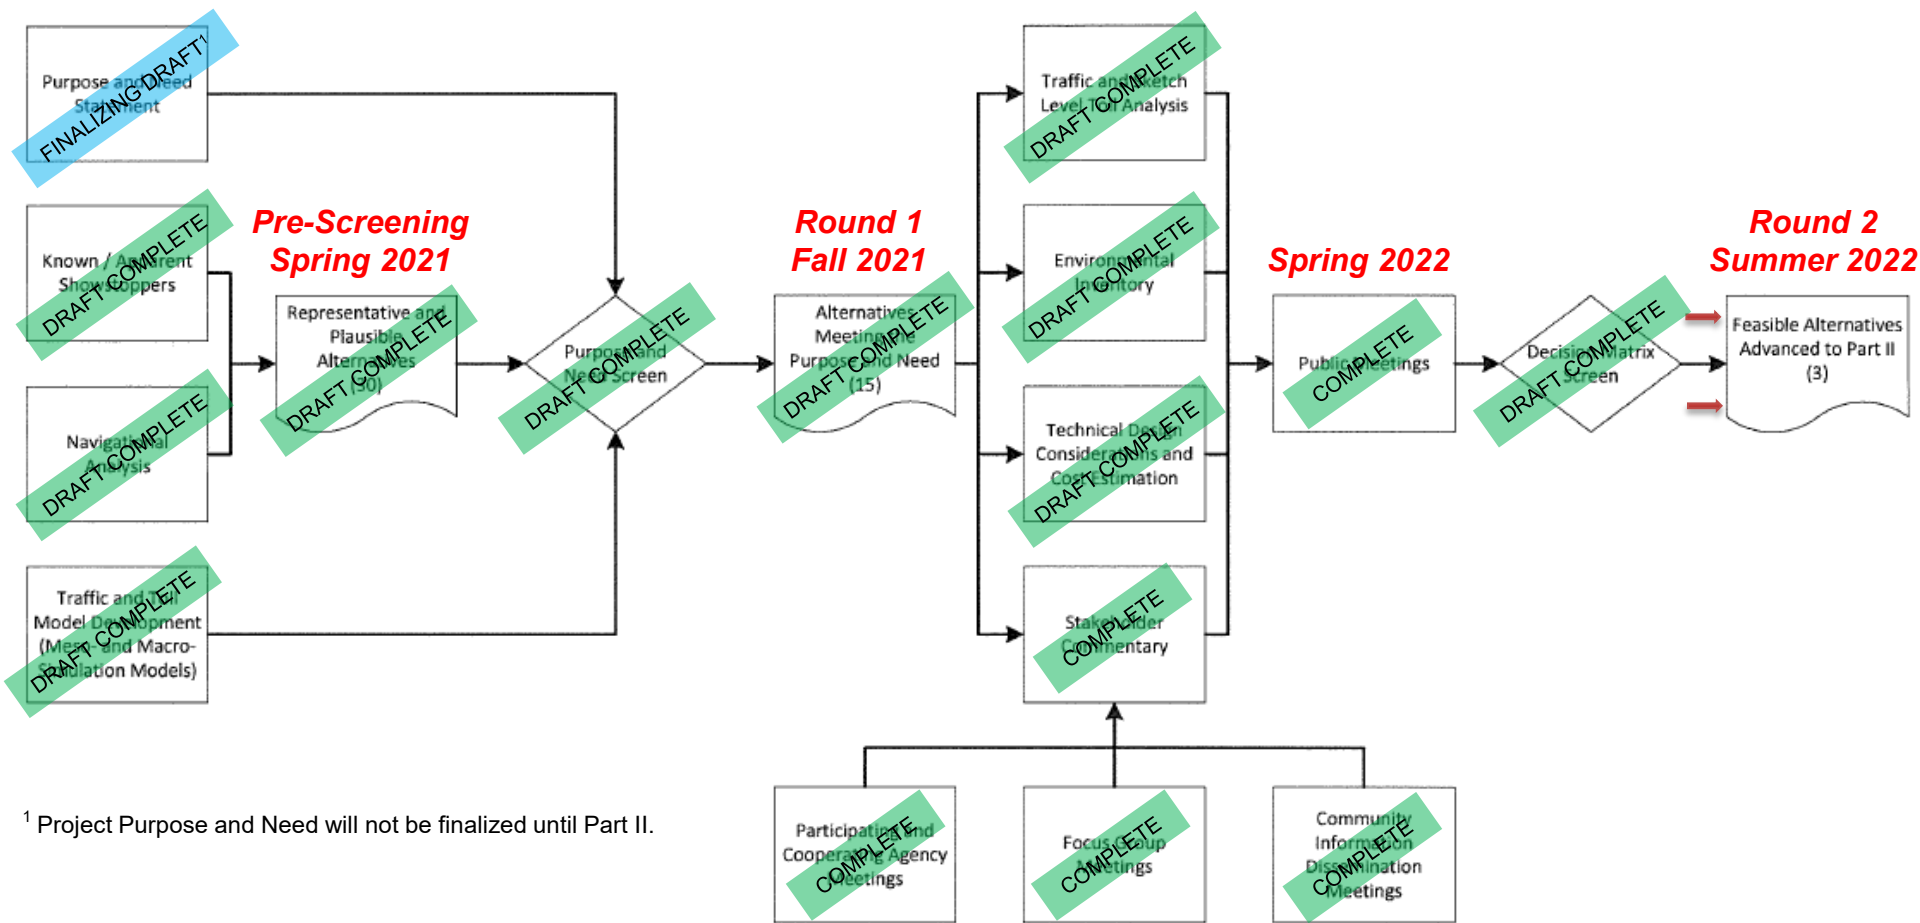 Purpose and Need
Statement
FINALIZING DRAFT¹
Known / Apparent
Showstoppers
DRAFT COMPLETE
Navigational
Analysis
DRAFT COMPLETE
Traffic and Toll
Model Development
(Meso- and Macro-
Simulation Models)
DRAFT COMPLETE
Pre-Screening
Spring 2021
Representative and
Plausible
Alternatives
DRAFT COMPLETE
Purpose and
Need Screen
DRAFT COMPLETE
Round 1
Fall 2021
Alternatives
Meeting the
Purpose and Need
(15)
DRAFT COMPLETE
Traffic and Sketch
Level Toll Analysis
DRAFT COMPLETE
Environmental
Inventory
DRAFT COMPLETE
Technical Design
Considerations and
Cost Estimation
DRAFT COMPLETE
Stakeholder
Commentary
COMPLETE
Participating and
Cooperating Agency
Meetings
COMPLETE
Focus Group
Meetings
COMPLETE
Community
Information
Dissemination
Meetings
COMPLETE
Spring 2022
Public Meetings
COMPLETE
Decision Matrix
Screen
DRAFT COMPLETE
Round 2
Summer 2022
Feasible Alternatives
Advanced to Part II
(3)
¹ Project Purpose and Need will not be finalized until Part II.